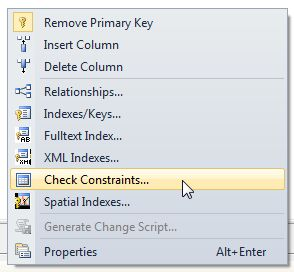 Remove Primary Key
Insert Column
Delete Column
Relationships...
Indexes/Keys...
Fulltext Index...
XML Indexes...
Check Constraints...
Spatial Indexes...
Generate Change Script...
Properties Alt+Enter